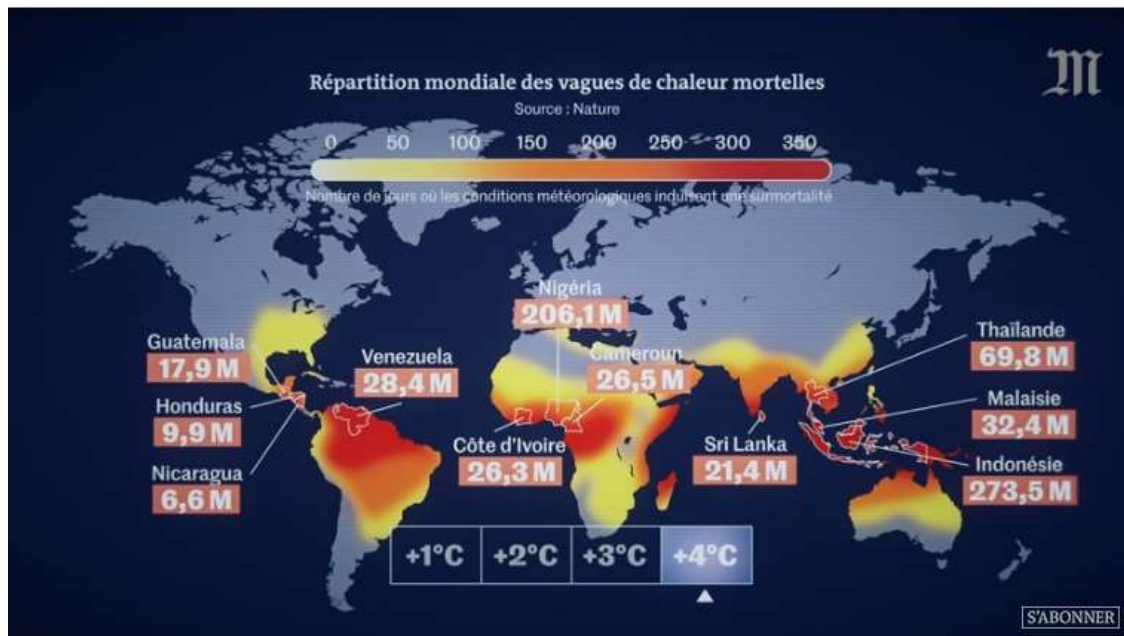 M
Répartition mondiale des vagues de chaleur mortelles
Source : Nature
0 50 100 150 200 250 300 350
Nombre de jours où les conditions météorologiques induisent une surmortalité
Nigéria
206,1 M
Guatemala
17,9 M
Venezuela
28,4 M
Cameroun
26,5 M
Thaïlande
69,8 M
Honduras
9,9 M
Malaisie
32,4 M
Côte d'Ivoire
26,3 M
Sri Lanka
21,4 M
Nicaragua
6,6 M
Indonésie
273,5 M
+1°C +2°C +3°C +4°C
S'ABONNER